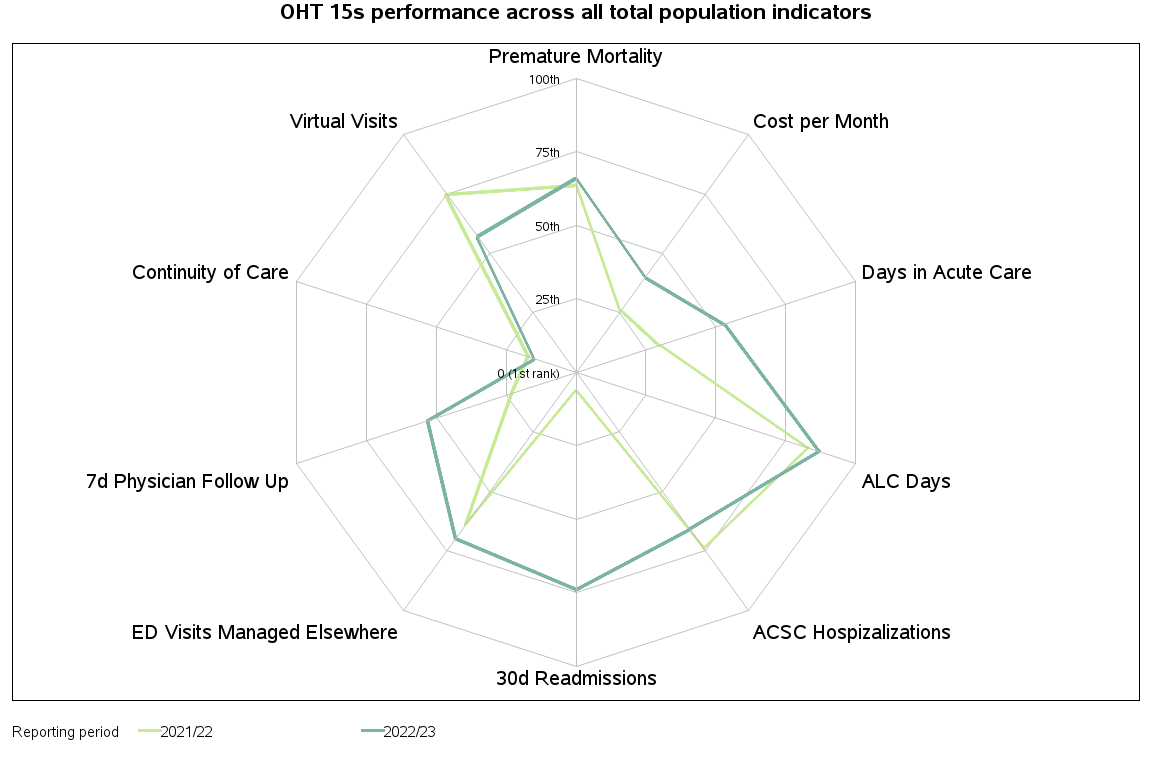 OHT 15s performance across all total population indicators
Premature Mortality
100th
Virtual Visits
Cost per Month
75th
50th
Continuity of Care
Days in Acute Care
25th
0 (1st rank)
7d Physician Follow Up
ALC Days
ED Visits Managed Elsewhere
ACSC Hospizalizations
30d Readmissions
Reporting period 2021/22 2022/23